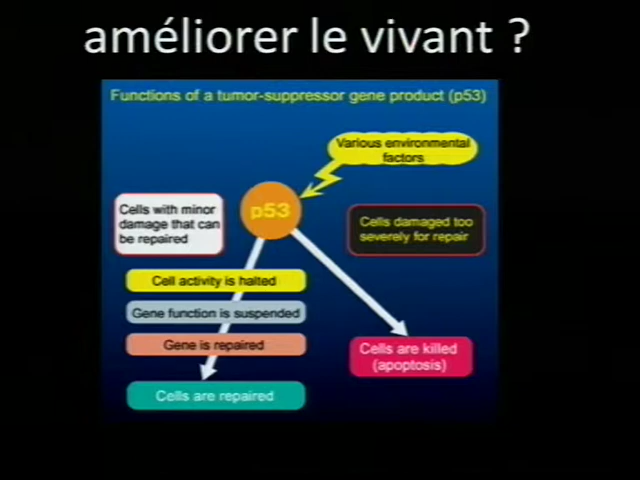 améliorer le vivant ?
Functions of a tumor-suppressor gene product (p53)
Various environmental
factors
p53
Cells with minor
damage that can
be repaired
Cells damaged too
severely for repair
Cell activity is halted
Gene function is suspended
Gene is repaired
Cells are killed
(apoptosis)
Cells are repaired